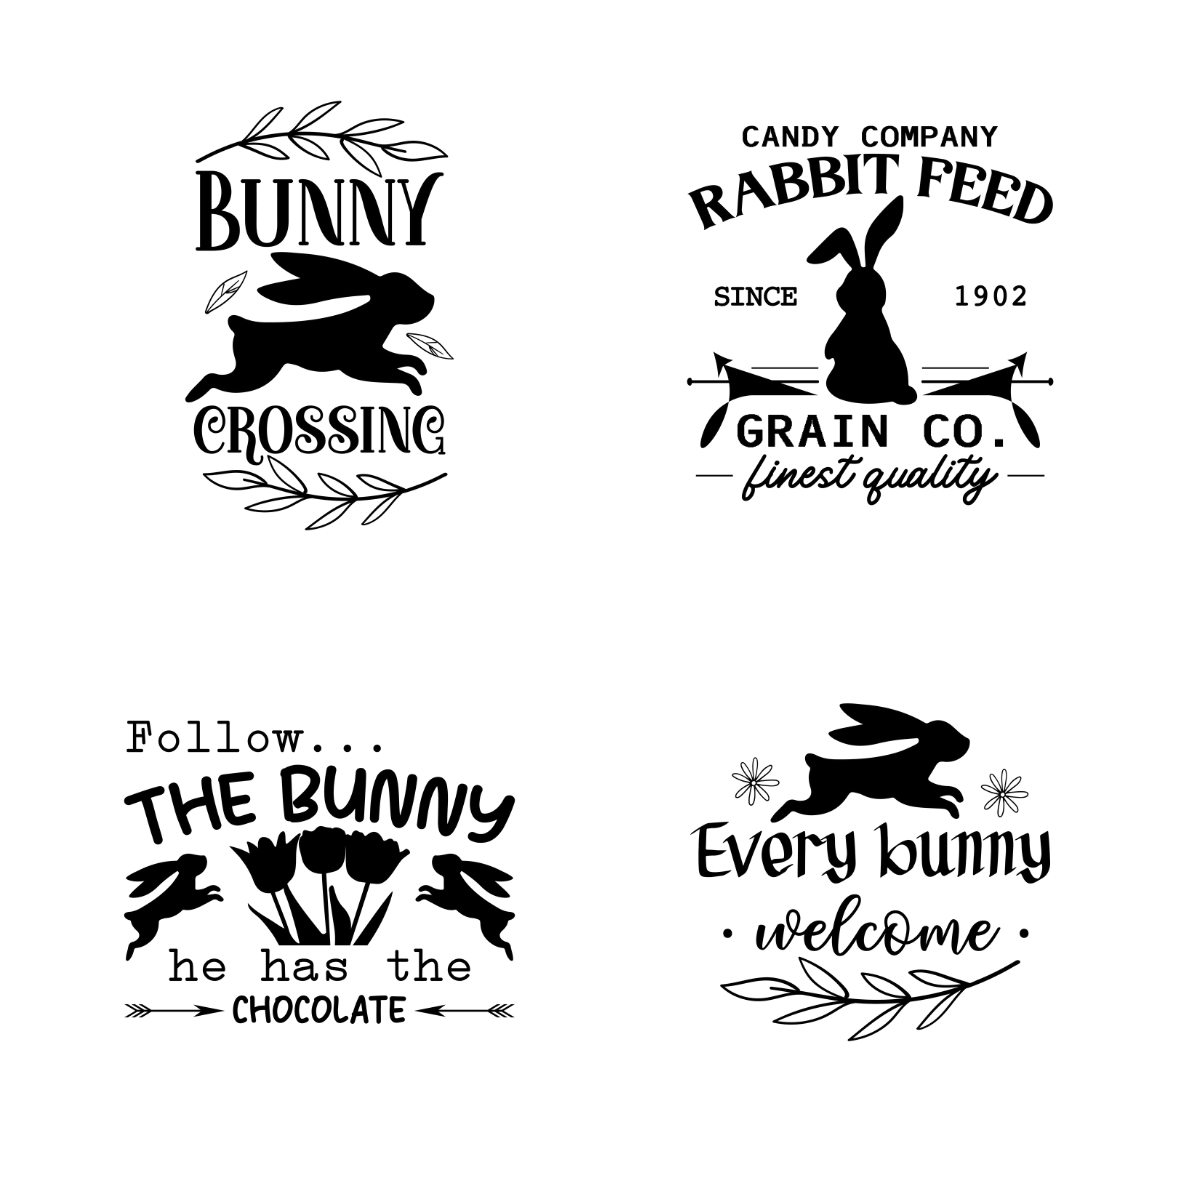 BUNNY
CROSSING
CANDY COMPANY
RABBIT FEED
SINCE 1902
GRAIN CO.
finest quality
Follow...
THE BUNNY
he has the
CHOCOLATE
Every bunny
• welcome •